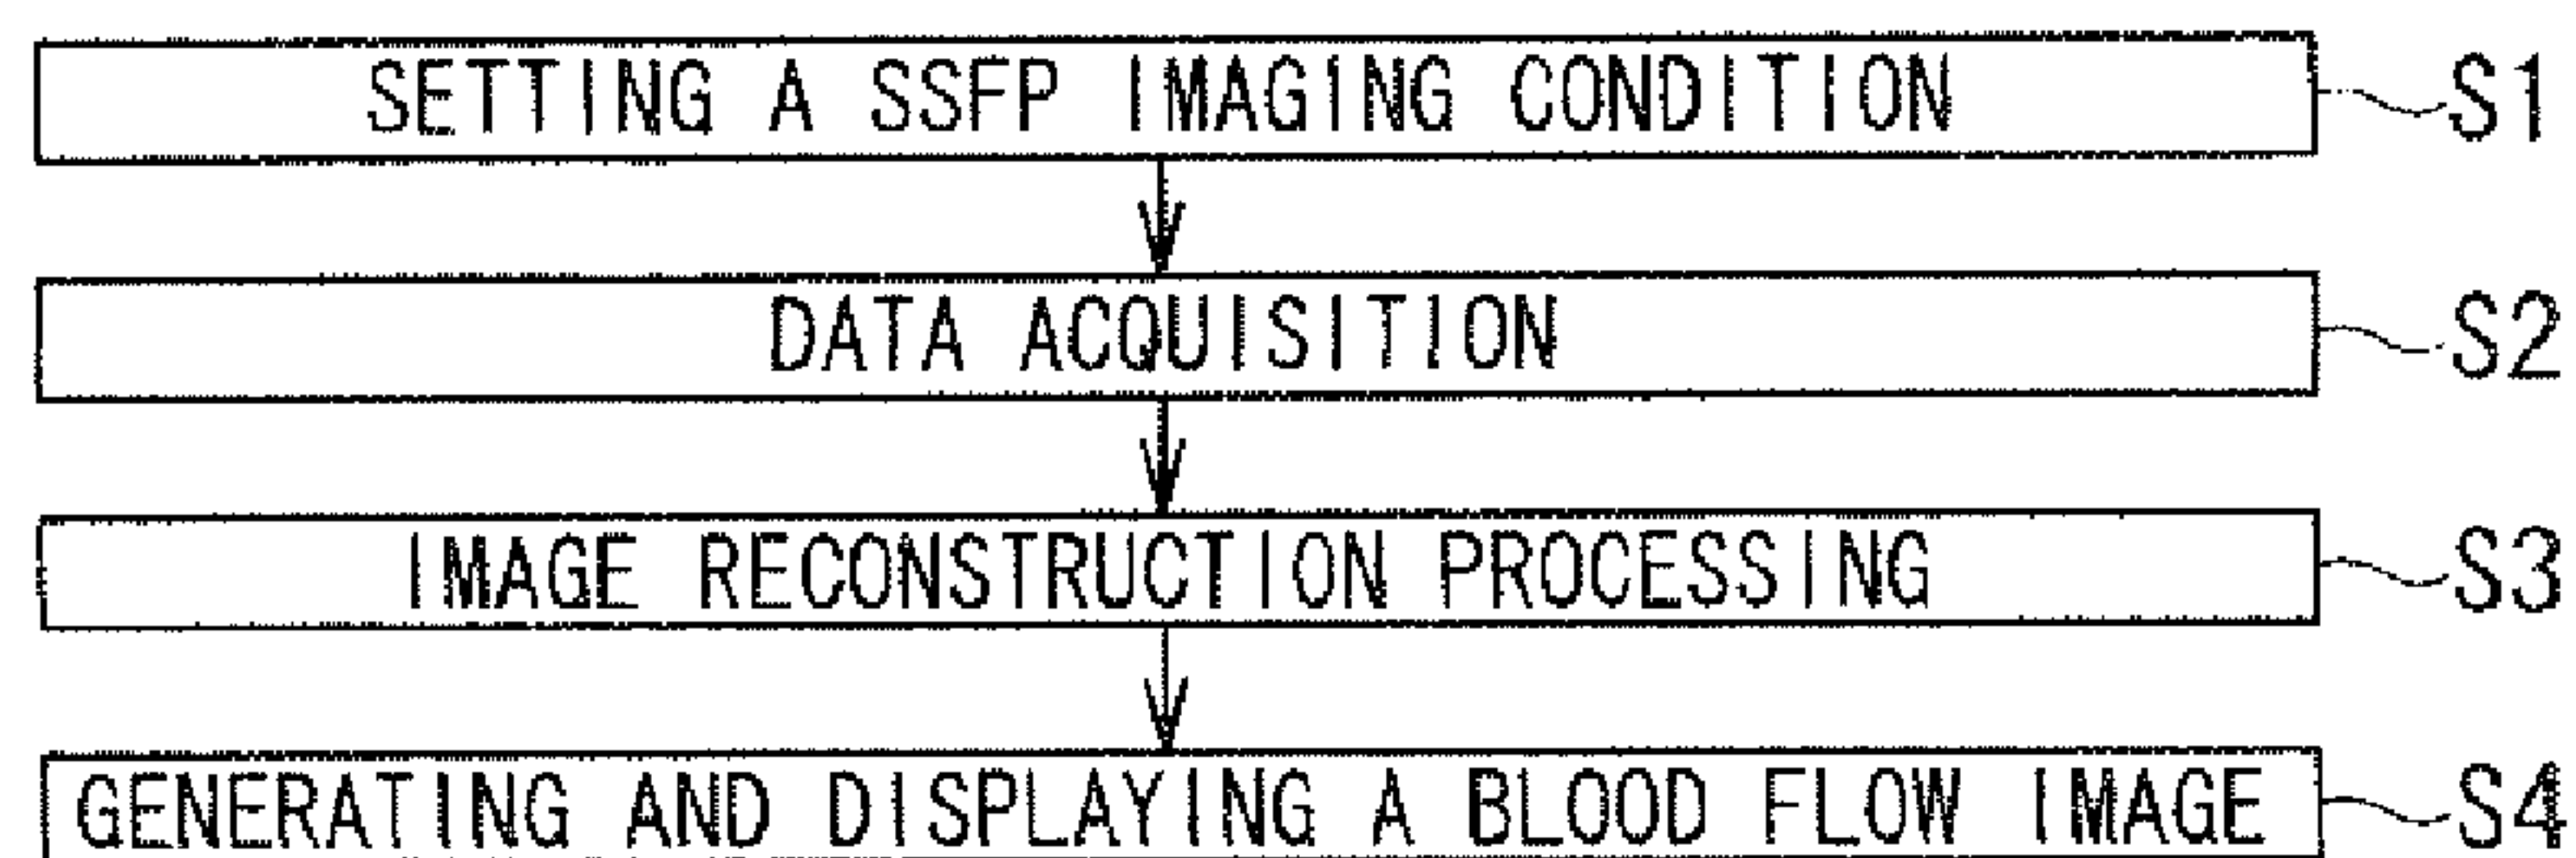 SETTING A SSFP IMAGING CONDITION S1
DATA ACQUISITION S2
IMAGE RECONSTRUCTION PROCESSING S3
GENERATING AND DISPLAYING A BLOOD FLOW IMAGE S4